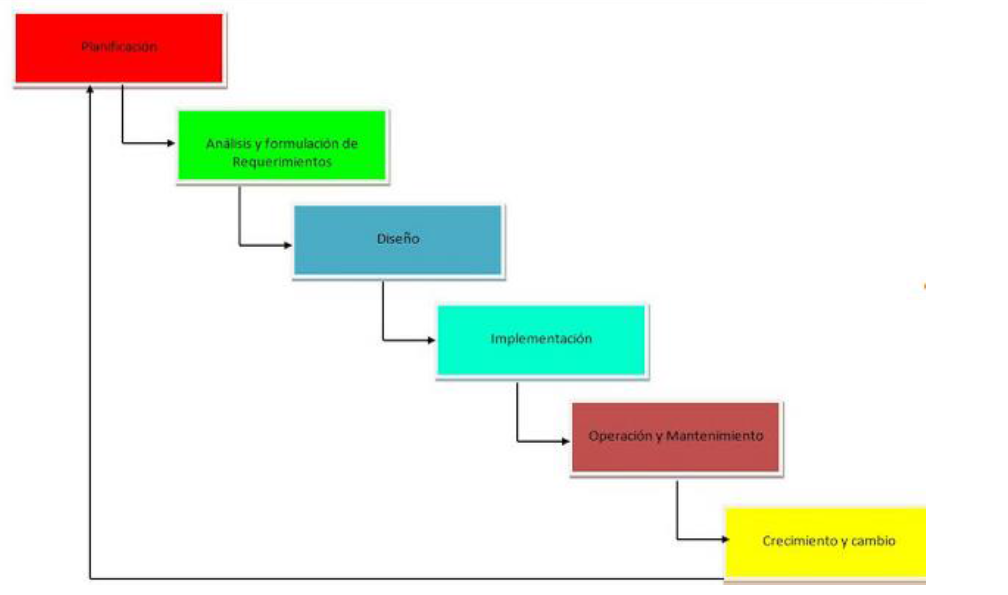 Planificación
Análisis y formulación de
Requerimientos
Diseño
Implementación
Operación y Mantenimiento
Crecimiento y cambio